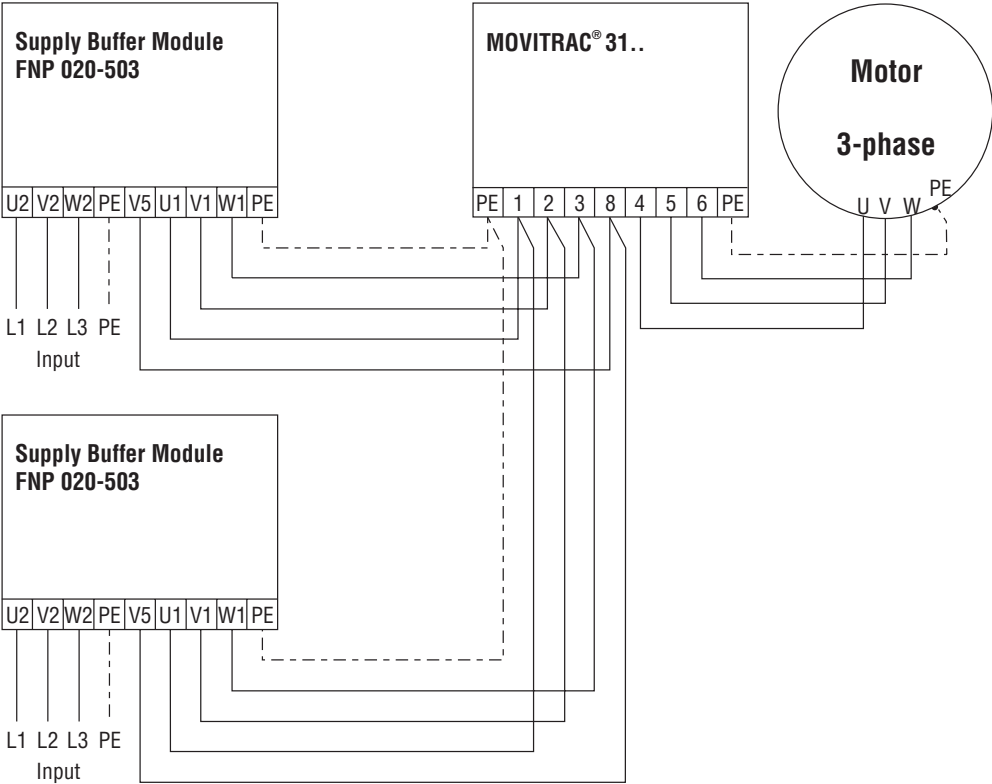 Supply Buffer Module
FNP 020-503
U2 V2 W2 PE V5 U1 V1 W1 PE
L1 L2 L3 PE
Input
MOVITRAC® 31..
PE 1 2 3 8 4 5 6 PE
Motor
3-phase
U V W PE
Supply Buffer Module
FNP 020-503
U2 V2 W2 PE V5 U1 V1 W1 PE
L1 L2 L3 PE
Input